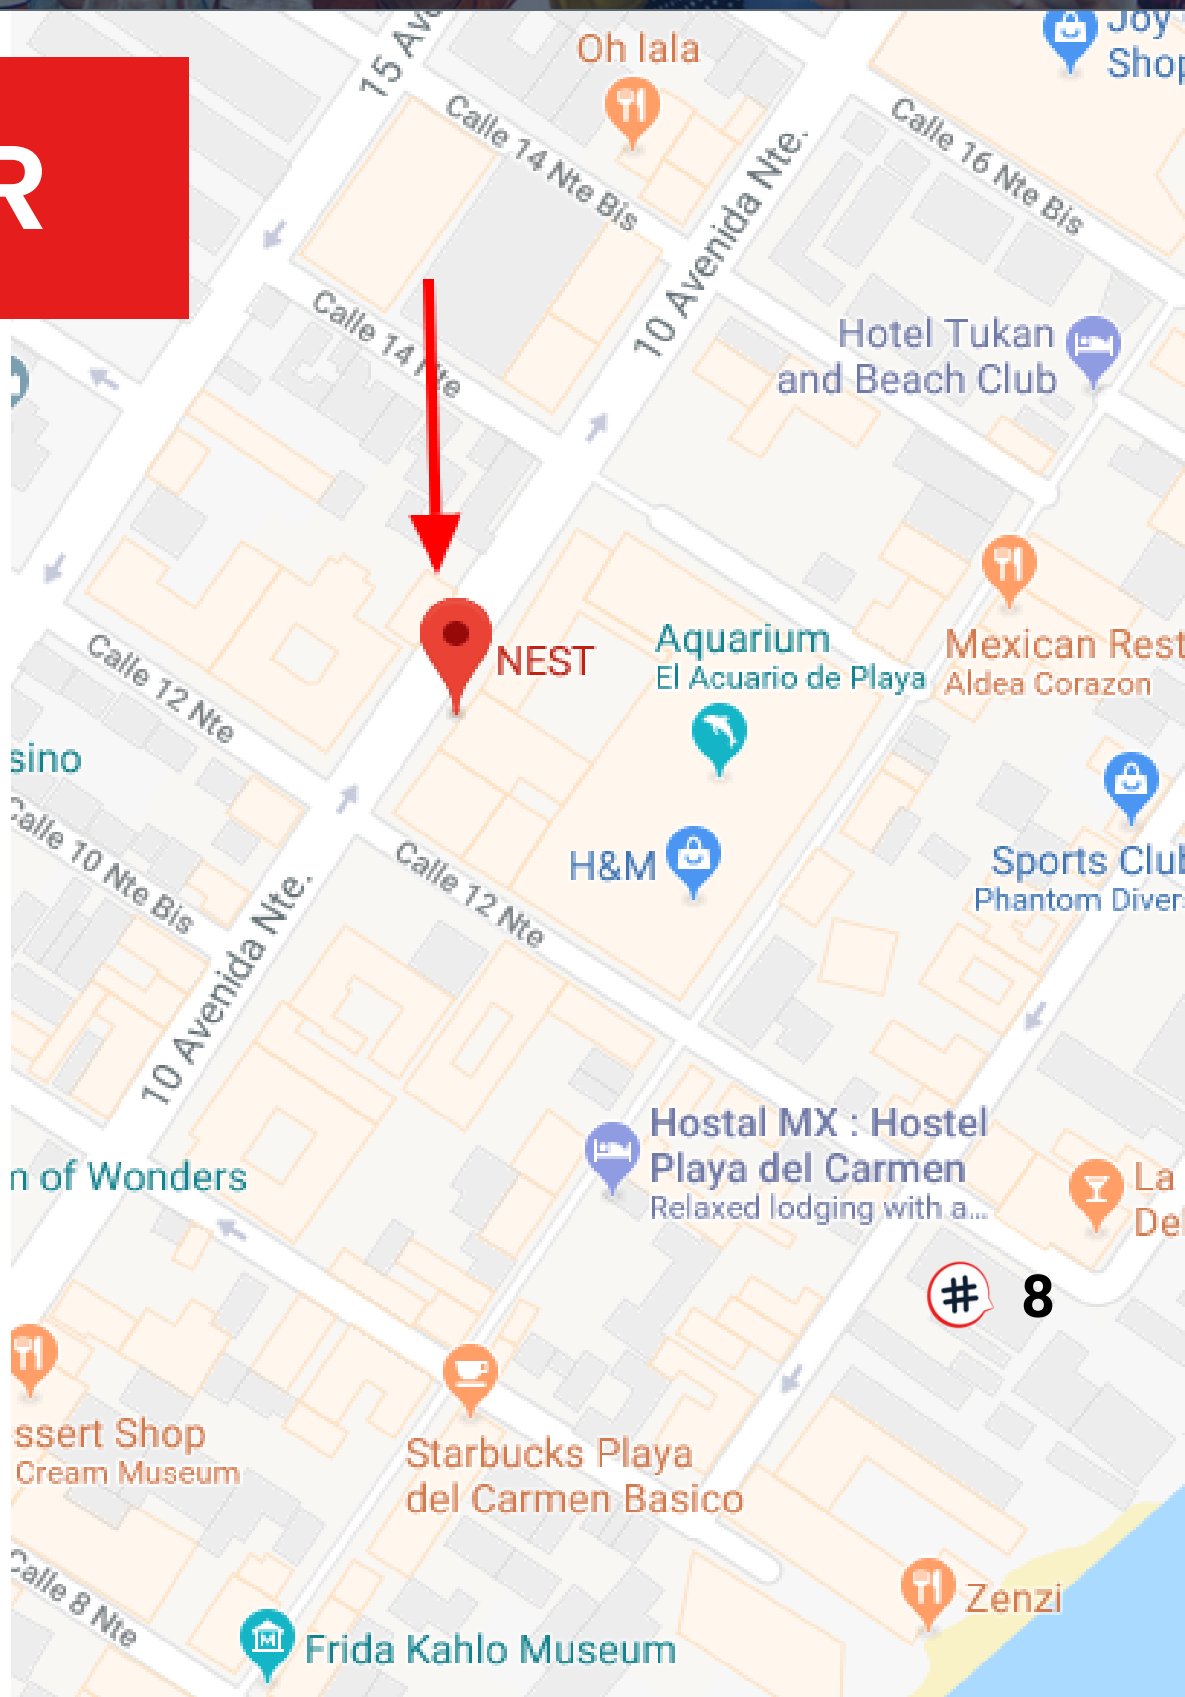 Oh lala
Joy
Shop
15 Av
Calle 14 Nte Bis
Calle 16 Nte Bis
R
10 Avenida Nte.
Calle 14 Nte
Hotel Tukan
and Beach Club
NEST
Aquarium
El Acuario de Playa
Mexican Rest
Aldea Corazon
Calle 12 Nte
sino
Calle 10 Nte Bis
H&M
Calle 12 Nte
Sports Club
Phantom Divers
10 Avenida Nte.
Hostal MX : Hostel
Playa del Carmen
Relaxed lodging with a...
m of Wonders
La
Del
# 8
ssert Shop
Cream Museum
Starbucks Playa
del Carmen Basico
Calle 8 Nte
Zenzi
Frida Kahlo Museum